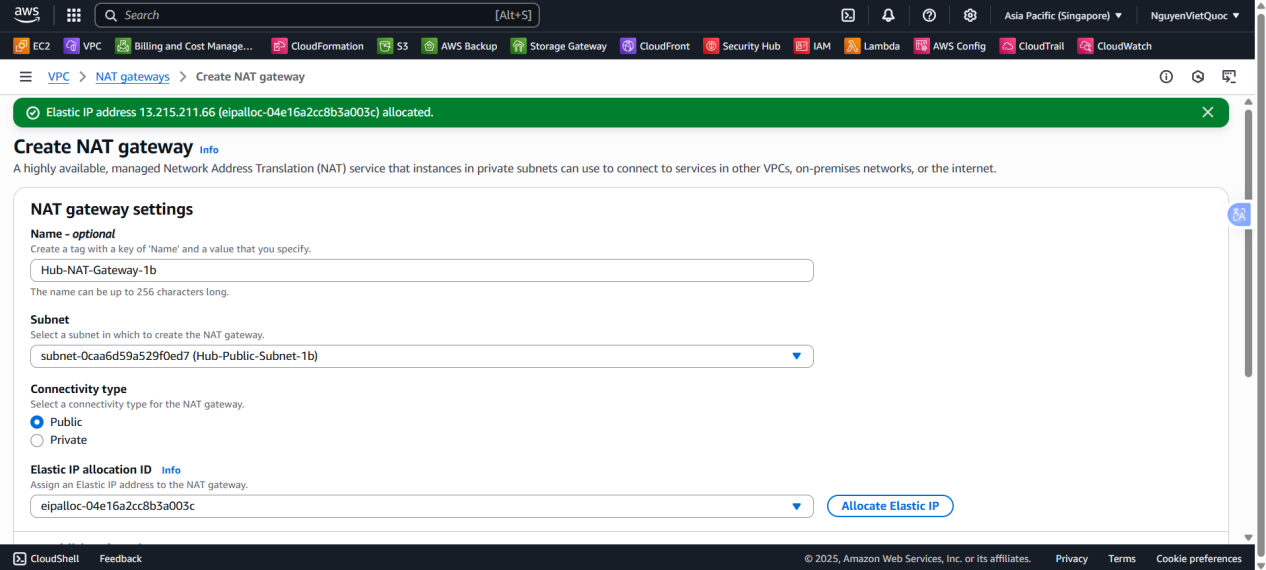 aws
Search [Alt+S]
Asia Pacific (Singapore) ▼ NguyenVietQuoc ▼
EC2 VPC Billing and Cost Manage... CloudFormation S3 AWS Backup Storage Gateway CloudFront Security Hub IAM Lambda AWS Config CloudTrail CloudWatch
VPC > NAT gateways > Create NAT gateway
Elastic IP address 13.215.211.66 (eipalloc-04e16a2cc8b3a003c) allocated.
Create NAT gateway Info
A highly available, managed Network Address Translation (NAT) service that instances in private subnets can use to connect to services in other VPCs, on-premises networks, or the internet.
NAT gateway settings
Name - optional
Create a tag with a key of 'Name' and a value that you specify.
Hub-NAT-Gateway-1b
The name can be up to 256 characters long.
Subnet
Select a subnet in which to create the NAT gateway.
subnet-0caa6d59a529f0ed7 (Hub-Public-Subnet-1b)
Connectivity type
Select a connectivity type for the NAT gateway.
Public
Private
Elastic IP allocation ID Info
Assign an Elastic IP address to the NAT gateway.
eipalloc-04e16a2cc8b3a003c
Allocate Elastic IP
CloudShell Feedback © 2025, Amazon Web Services, Inc. or its affiliates. Privacy Terms Cookie preferences